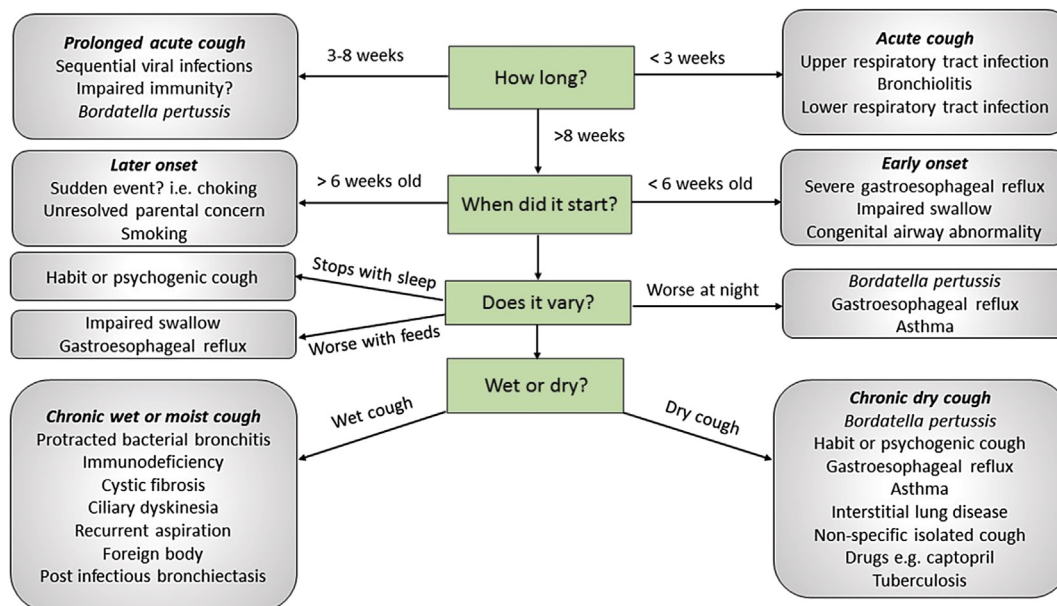 Prolonged acute cough
Sequential viral infections
Impaired immunity?
Bordatella pertussis
3-8 weeks
How long?
< 3 weeks
Acute cough
Upper respiratory tract infection
Bronchiolitis
Lower respiratory tract infection
>8 weeks
Later onset
Sudden event? i.e. choking
Unresolved parental concern
Smoking
> 6 weeks old
When did it start?
< 6 weeks old
Early onset
Severe gastroesophageal reflux
Impaired swallow
Congenital airway abnormality
Habit or psychogenic cough
Stops with sleep
Does it vary?
Worse at night
Bordatella pertussis
Gastroesophageal reflux
Asthma
Impaired swallow
Gastroesophageal reflux
Worse with feeds
Wet or dry?
Wet cough
Dry cough
Chronic wet or moist cough
Protracted bacterial bronchitis
Immunodeficiency
Cystic fibrosis
Ciliary dyskinesia
Recurrent aspiration
Foreign body
Post infectious bronchiectasis
Chronic dry cough
Bordatella pertussis
Habit or psychogenic cough
Gastroesophageal reflux
Asthma
Interstitial lung disease
Non-specific isolated cough
Drugs e.g. captopril
Tuberculosis